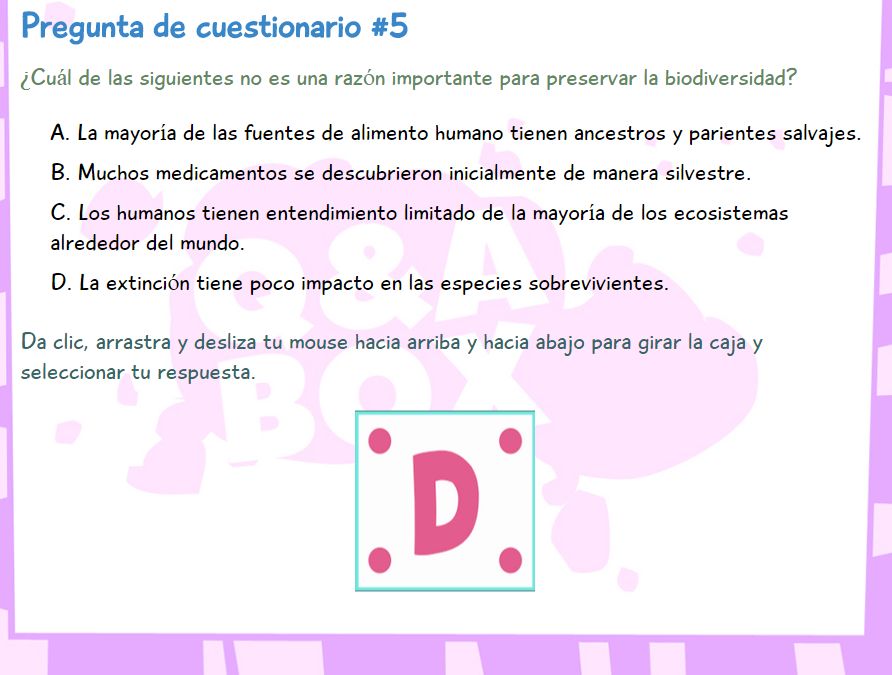 Pregunta de cuestionario #5
¿Cuál de las siguientes no es una razón importante para preservar la biodiversidad?
A. La mayoría de las fuentes de alimento humano tienen ancestros y parientes salvajes.
B. Muchos medicamentos se descubrieron inicialmente de manera silvestre.
C. Los humanos tienen entendimiento limitado de la mayoría de los ecosistemas
alrededor del mundo.
D. La extinción tiene poco impacto en las especies sobrevivientes.
Da clic, arrastra y desliza tu mouse hacia arriba y hacia abajo para girar la caja y
seleccionar tu respuesta.
Q&A
BOX
D